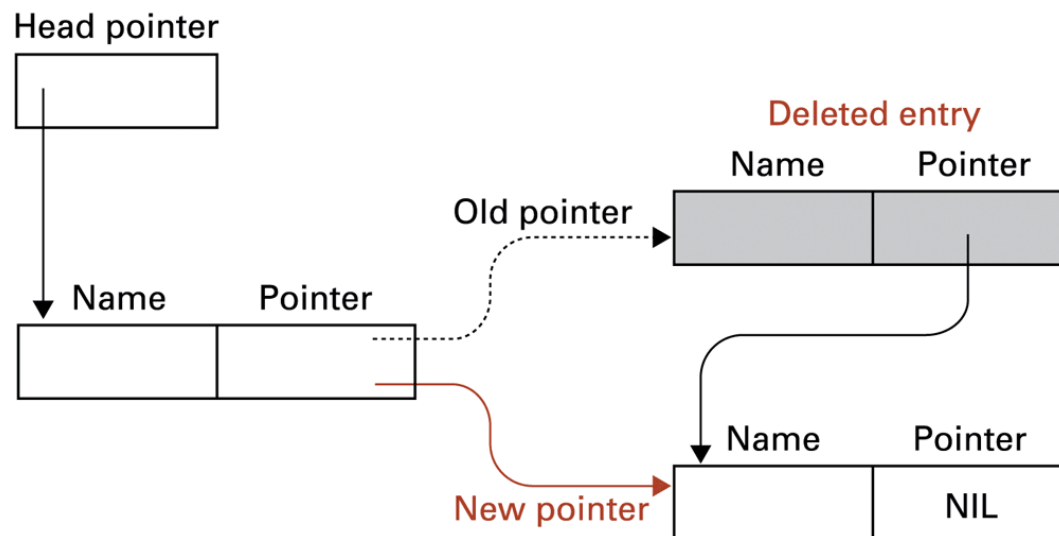 Head pointer
Deleted entry
Name Pointer
Old pointer
Name Pointer
Name Pointer
New pointer
NIL